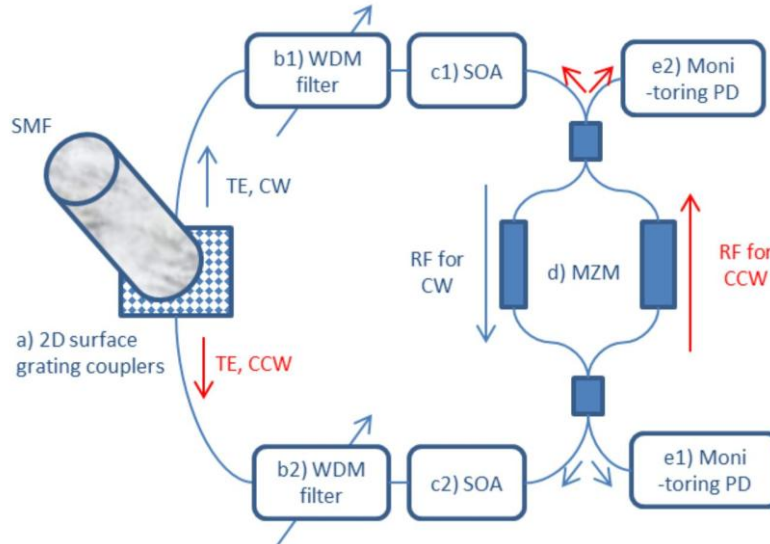 b1) WDM
filter
c1) SOA
e2) Moni
-toring PD
SMF
TE, CW
RF for
CW
d) MZM
RF for
CCW
a) 2D surface
grating couplers
TE, CCW
b2) WDM
filter
c2) SOA
e1) Moni
-toring PD